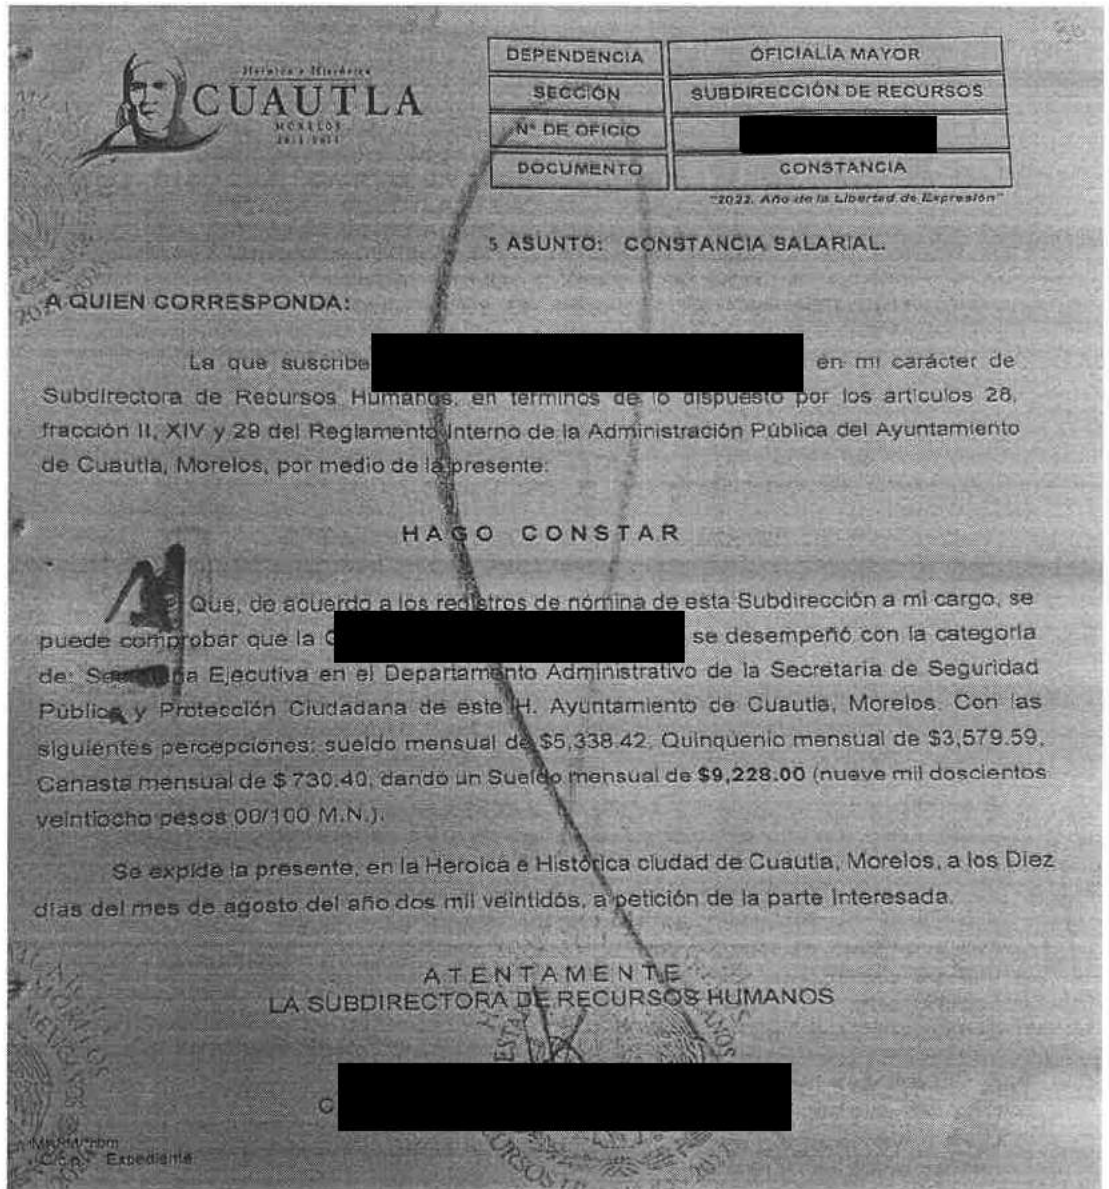 Heroica e Histórica
CUAUTLA
MORELOS
DEPENDENCIA OFICIALÍA MAYOR
SECCIÓN SUBDIRECCIÓN DE RECURSOS
N° DE OFICIO
DOCUMENTO CONSTANCIA
"2022, Año de la Libertad de Expresión"
5 ASUNTO: CONSTANCIA SALARIAL.
A QUIEN CORRESPONDA:
La que suscribe en mi carácter de
Subdirectora de Recursos Humanos, en términos de lo dispuesto por los artículos 28,
fracción II, XIV y 29 del Reglamento Interno de la Administración Pública del Ayuntamiento
de Cuautla, Morelos, por medio de la presente:
HAGO CONSTAR
Que, de acuerdo a los registros de nómina de esta Subdirección a mi cargo, se
puede comprobar que la C se desempeñó con la categoría
de: Ejecutiva en el Departamento Administrativo de la Secretaría de Seguridad
Pública y Protección Ciudadana de este H. Ayuntamiento de Cuautla, Morelos. Con las
siguientes percepciones: sueldo mensual de $5,338.42, Quinquenio mensual de $3,579.59,
Canasta mensual de $ 730.40, dando un Sueldo mensual de $9,228.00 (nueve mil doscientos
veintiocho pesos 00/100 M.N.).
Se expide la presente, en la Heroica e Histórica ciudad de Cuautla, Morelos, a los Diez
días del mes de agosto del año dos mil veintidós, a petición de la parte interesada.
ATENTAMENTE
LA SUBDIRECTORA DE RECURSOS HUMANOS
C
Expediente